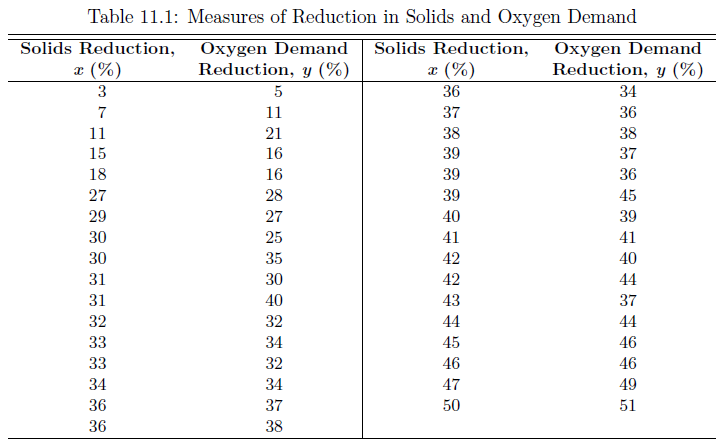 Table 11.1: Measures of Reduction in Solids and Oxygen Demand
Solids Reduction, Oxygen Demand Solids Reduction, Oxygen Demand
x (%) Reduction, y (%) x (%) Reduction, y (%)
3 5 36 34
7 11 37 36
11 21 38 38
15 16 39 37
18 16 39 36
27 28 39 45
29 27 40 39
30 25 41 41
30 35 42 40
31 30 42 44
31 40 43 37
32 32 44 44
33 34 45 46
33 32 46 46
34 34 47 49
36 37 50 51
36 38